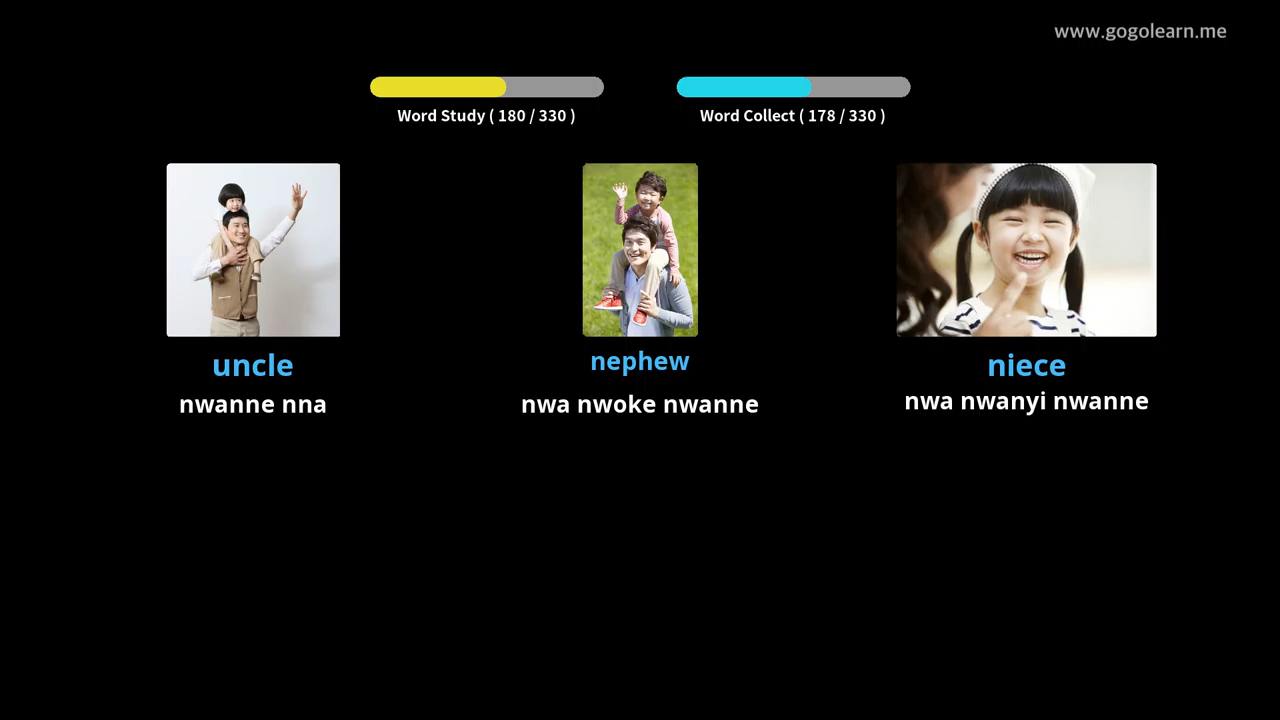 www.gogolearn.me
Word Study ( 180 / 330 )
Word Collect ( 178 / 330 )
uncle
nwanne nna
nephew
nwa nwoke nwanne
niece
nwa nwanyi nwanne